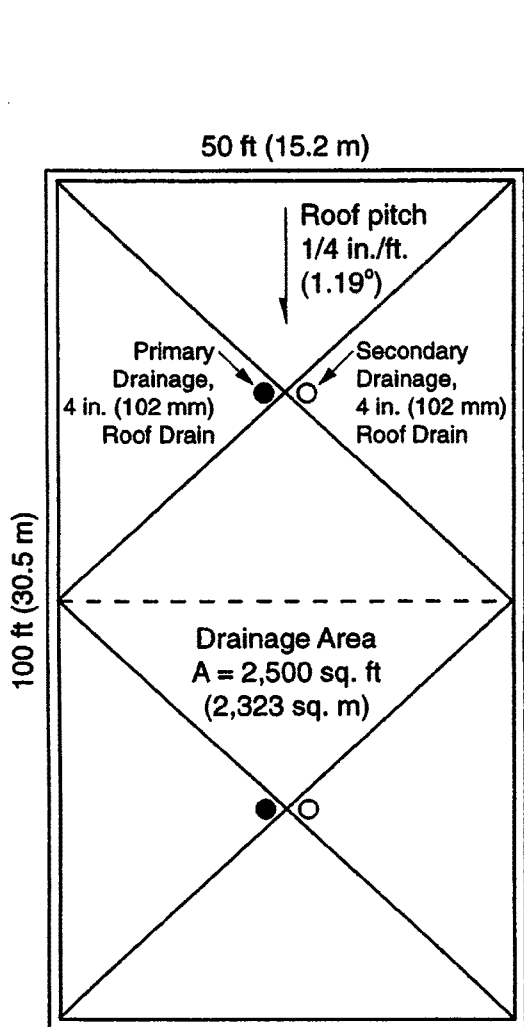 50 ft (15.2 m)
Roof pitch
1/4 in./ft.
(1.19°)
Primary
Drainage,
4 in. (102 mm)
Roof Drain
Secondary
Drainage,
4 in. (102 mm)
Roof Drain
100 ft (30.5 m)
Drainage Area
A = 2,500 sq. ft
(2,323 sq. m)